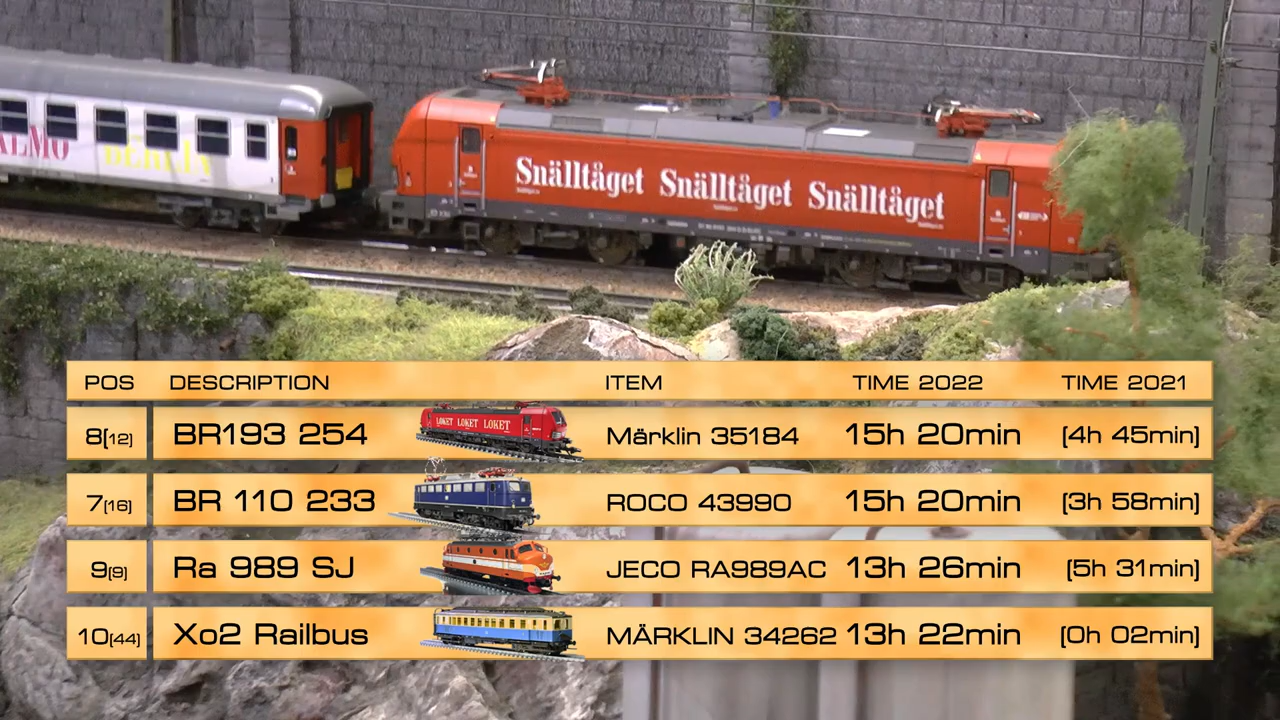 ALMO
BERLIN
Snälltåget Snälltåget Snälltåget
POS DESCRIPTION ITEM TIME 2022 TIME 2021
8[12] BR193 254 LOKET LOKET LOKET Märklin 35184 15h 20min [4h 45min]
7[16] BR 110 233 ROCO 43990 15h 20min [3h 58min]
9[9] Ra 989 SJ JECO RA989AC 13h 26min [5h 31min]
10[44] Xo2 Railbus MÄRKLIN 34262 13h 22min [0h 02min]